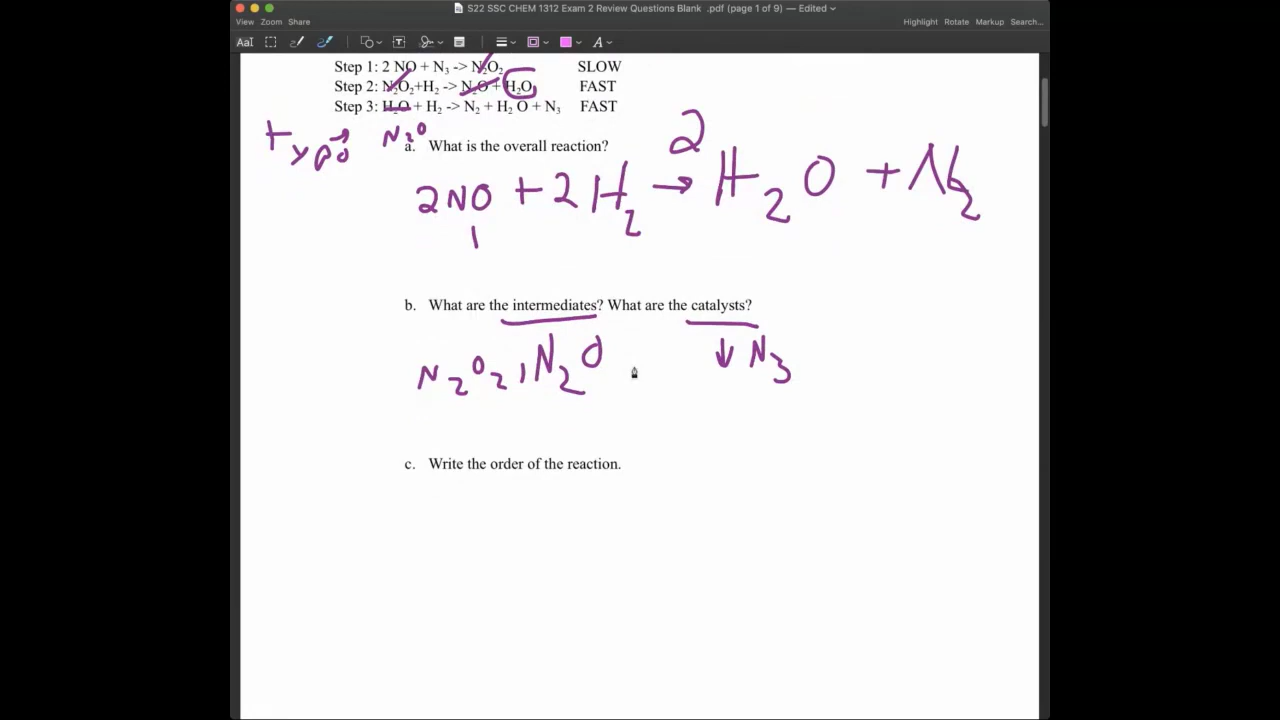 S22 SSC CHEM 1312 Exam 2 Review Questions Blank .pdf (page 1 of 9) — Edited
View Zoom Share Highlight Rotate Markup Search...
AaI A
Step 1: 2 NO + N₃ -> N₂O₂ SLOW
Step 2: N₂O₂+H₂ -> N₂O + H₂O FAST
Step 3: H₂O + H₂ -> N₂ + H₂ O + N₃ FAST
typo → N₂O
a. What is the overall reaction?
2NO + 2H₂ → 2H₂O + N₂
b. What are the intermediates? What are the catalysts?
N₂O₂, N₂O ↓ N₃
c. Write the order of the reaction.